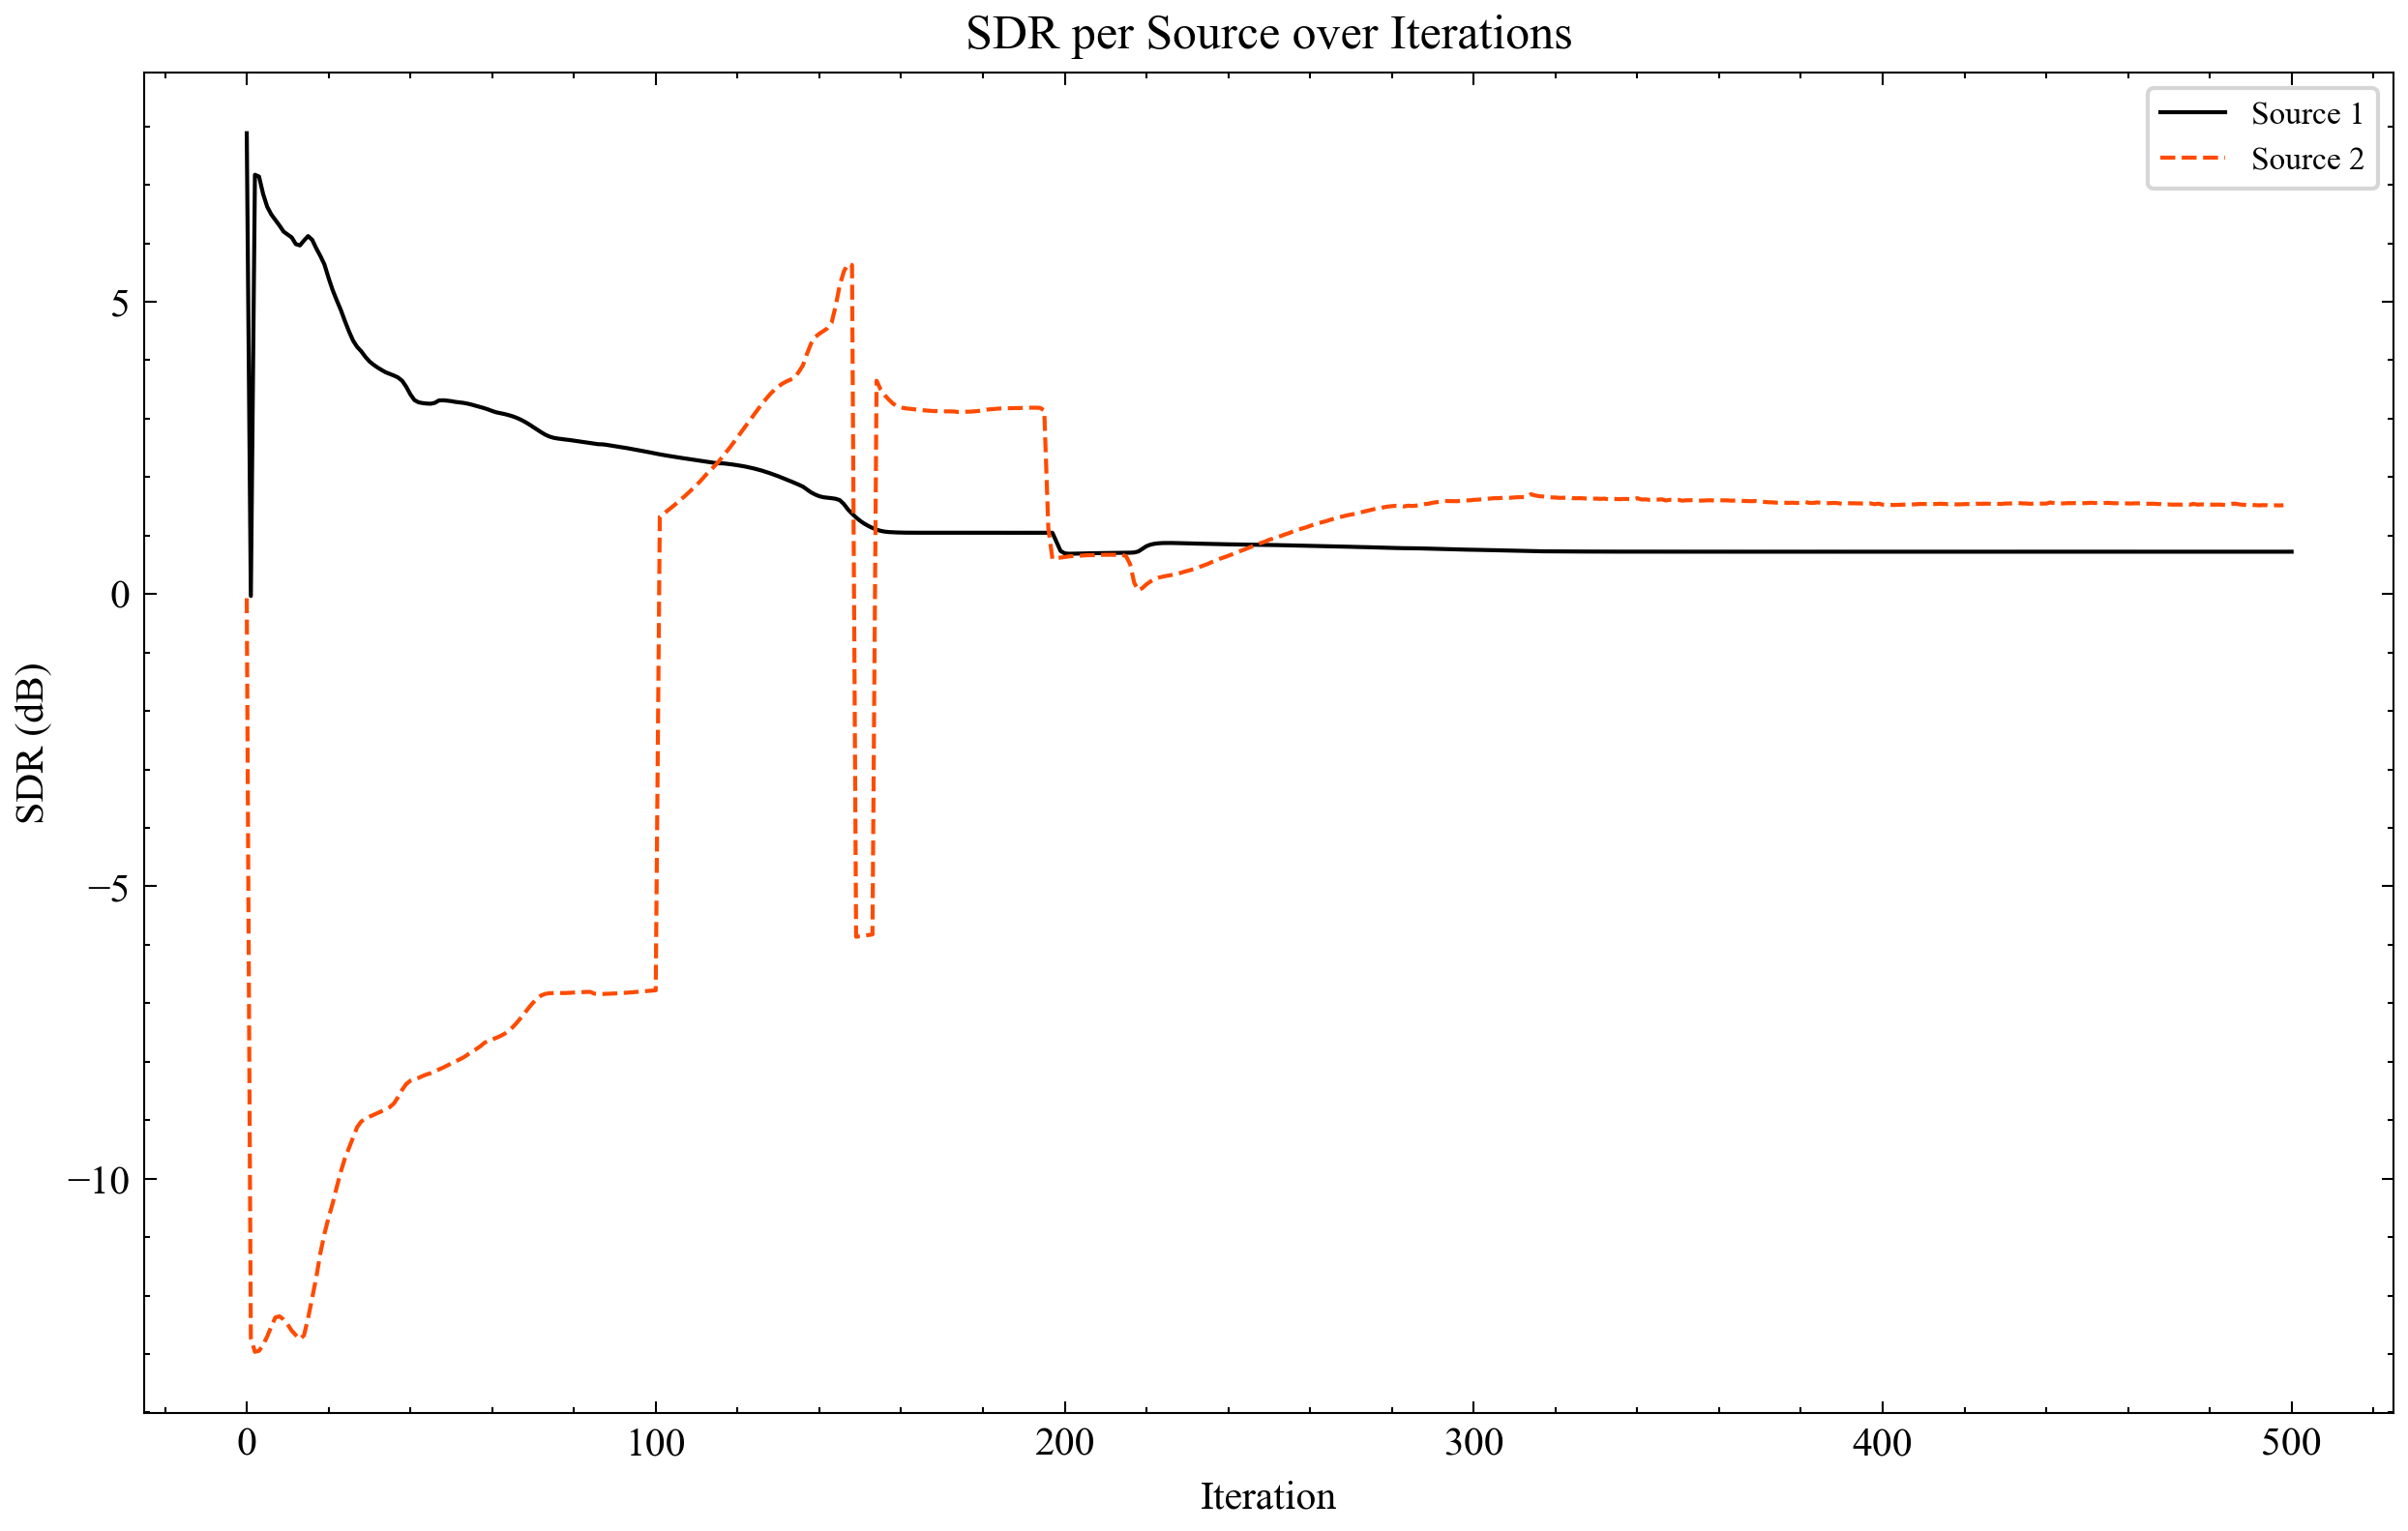 SDR per Source over Iterations
Source 1
Source 2
5
0
−5
−10
SDR (dB)
0 100 200 300 400 500
Iteration